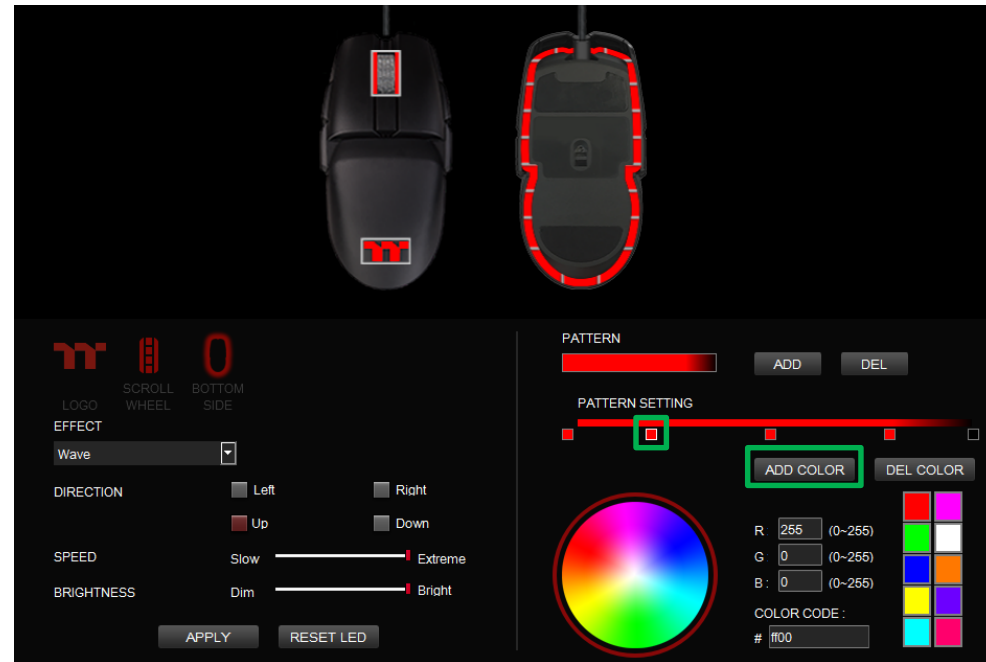 PATTERN
ADD
DEL
PATTERN SETTING
ADD COLOR
DEL COLOR
LOGO
SCROLL
WHEEL
BOTTOM
SIDE
EFFECT
Wave
DIRECTION
Left
Right
Up
Down
SPEED
Slow
Extreme
BRIGHTNESS
Dim
Bright
APPLY
RESET LED
R 255 (0~255)
G 0 (0~255)
B : 0 (0~255)
COLOR CODE :
# ff00